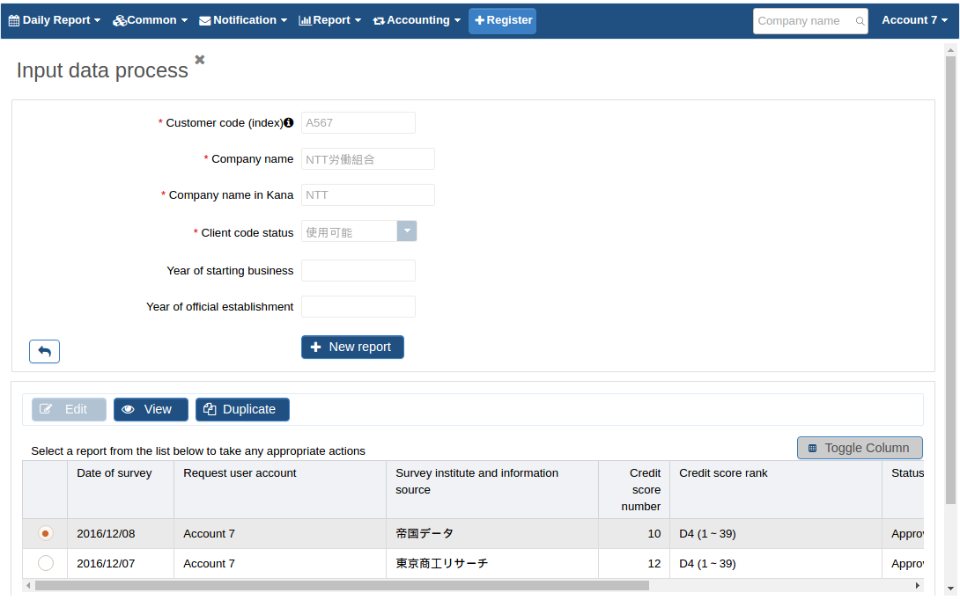 Daily Report Common Notification Report Accounting Register Company name Account 7
Input data process
* Customer code (index) A567
* Company name NTT労働組合
* Company name in Kana NTT
* Client code status 使用可能
Year of starting business
Year of official establishment
New report
Edit View Duplicate
Select a report from the list below to take any appropriate actions
Toggle Column
Date of survey Request user account Survey institute and information source Credit score number Credit score rank Status
2016/12/08 Account 7 帝国データ 10 D4 (1 ~ 39) Appro
2016/12/07 Account 7 東京商工リサーチ 12 D4 (1 ~ 39) Appro